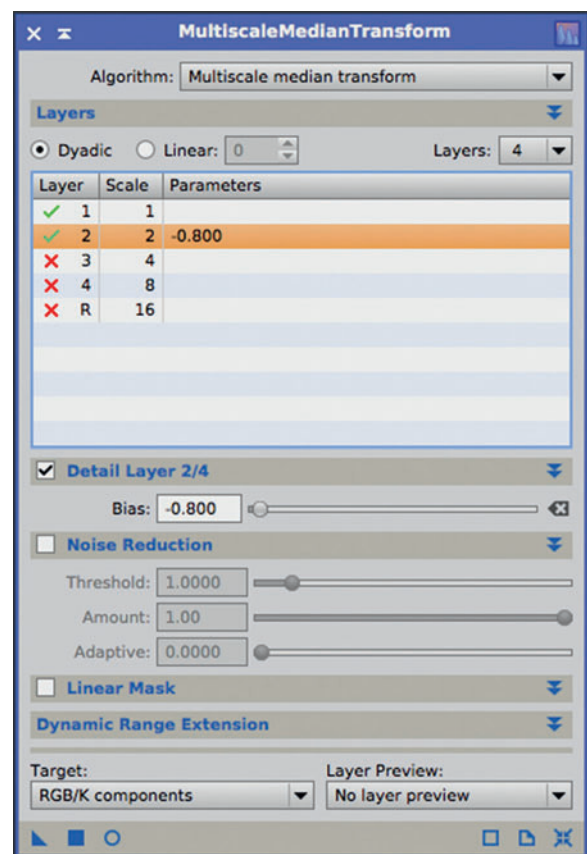 MultiscaleMedianTransform
Algorithm: Multiscale median transform
Layers
Dyadic Linear: 0 Layers: 4
Layer Scale Parameters
1 1
2 2 -0.800
3 4
4 8
R 16
Detail Layer 2/4
Bias: -0.800
Noise Reduction
Threshold: 1.0000
Amount: 1.00
Adaptive: 0.0000
Linear Mask
Dynamic Range Extension
Target: Layer Preview:
RGB/K components No layer preview